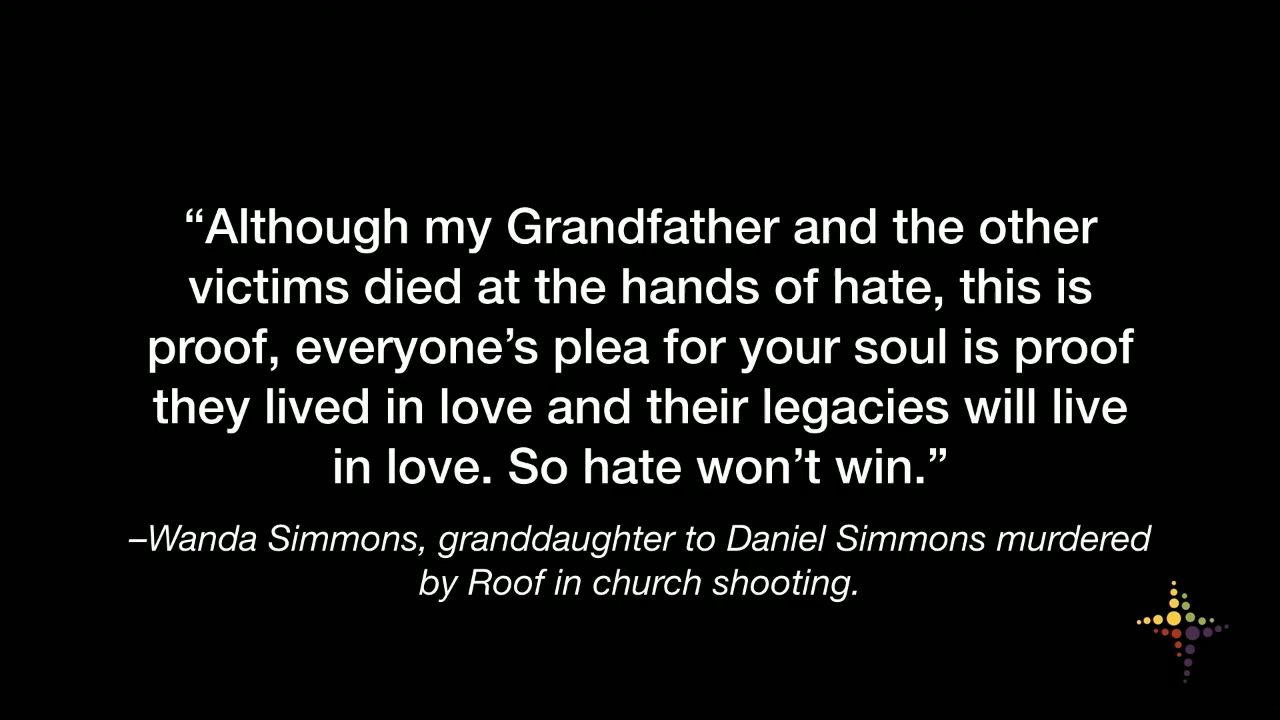 “Although my Grandfather and the other
victims died at the hands of hate, this is
proof, everyone’s plea for your soul is proof
they lived in love and their legacies will live
in love. So hate won’t win.”
–Wanda Simmons, granddaughter to Daniel Simmons murdered
by Roof in church shooting.